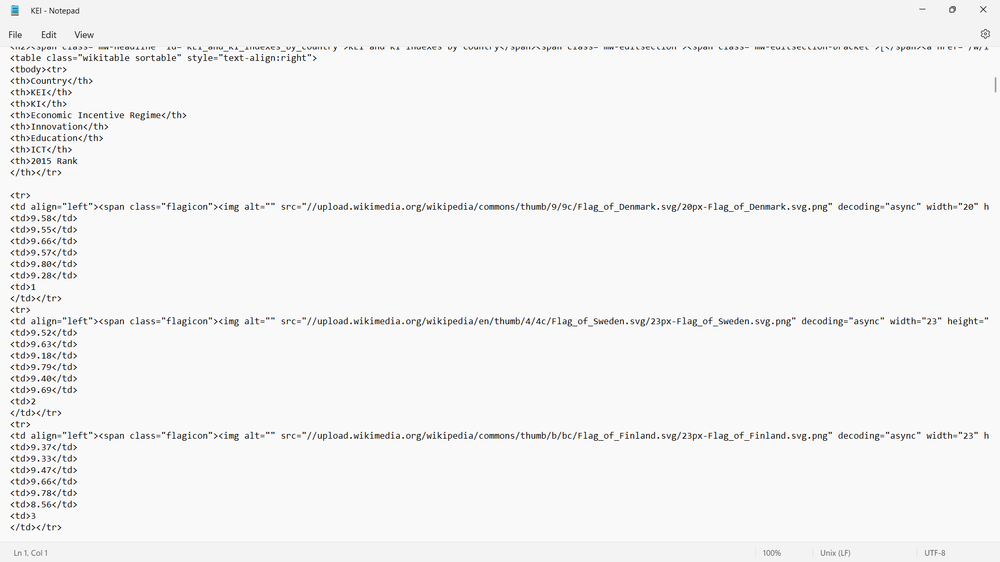 KEI - Notepad
File Edit View
<h2><span class="mw-headline" id="KEI_and_KI_indexes_by_country">KEI and KI indexes by country</span><span class="mw-editsection"><span class="mw-editsection-bracket">[</span><a href="/w/i
<table class="wikitable sortable" style="text-align:right">
<tbody><tr>
<th>Country</th>
<th>KEI</th>
<th>KI</th>
<th>Economic Incentive Regime</th>
<th>Innovation</th>
<th>Education</th>
<th>ICT</th>
<th>2015 Rank
</th></tr>
<tr>
<td align="left"><span class="flagicon"><img alt="" src="//upload.wikimedia.org/wikipedia/commons/thumb/9/9c/Flag_of_Denmark.svg/20px-Flag_of_Denmark.svg.png" decoding="async" width="20" h
<td>9.58</td>
<td>9.55</td>
<td>9.66</td>
<td>9.57</td>
<td>9.80</td>
<td>9.28</td>
<td>1
</td></tr>
<tr>
<td align="left"><span class="flagicon"><img alt="" src="//upload.wikimedia.org/wikipedia/en/thumb/4/4c/Flag_of_Sweden.svg/23px-Flag_of_Sweden.svg.png" decoding="async" width="23" height="
<td>9.52</td>
<td>9.63</td>
<td>9.18</td>
<td>9.79</td>
<td>9.40</td>
<td>9.69</td>
<td>2
</td></tr>
<tr>
<td align="left"><span class="flagicon"><img alt="" src="//upload.wikimedia.org/wikipedia/commons/thumb/b/bc/Flag_of_Finland.svg/23px-Flag_of_Finland.svg.png" decoding="async" width="23" h
<td>9.37</td>
<td>9.33</td>
<td>9.47</td>
<td>9.66</td>
<td>9.78</td>
<td>8.56</td>
<td>3
</td></tr>
Ln 1, Col 1 100% Unix (LF) UTF-8